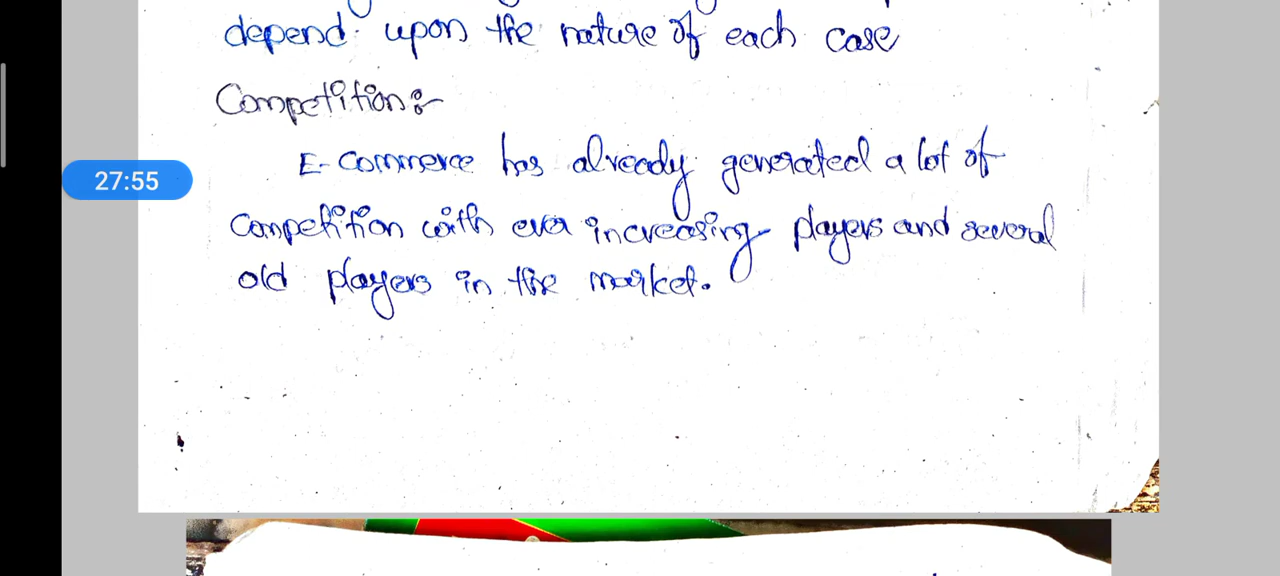 depend upon the nature of each case
Competition:-
E-commerce has already generated a lot of
27:55
competition with ever increasing players and several
old players in the market.